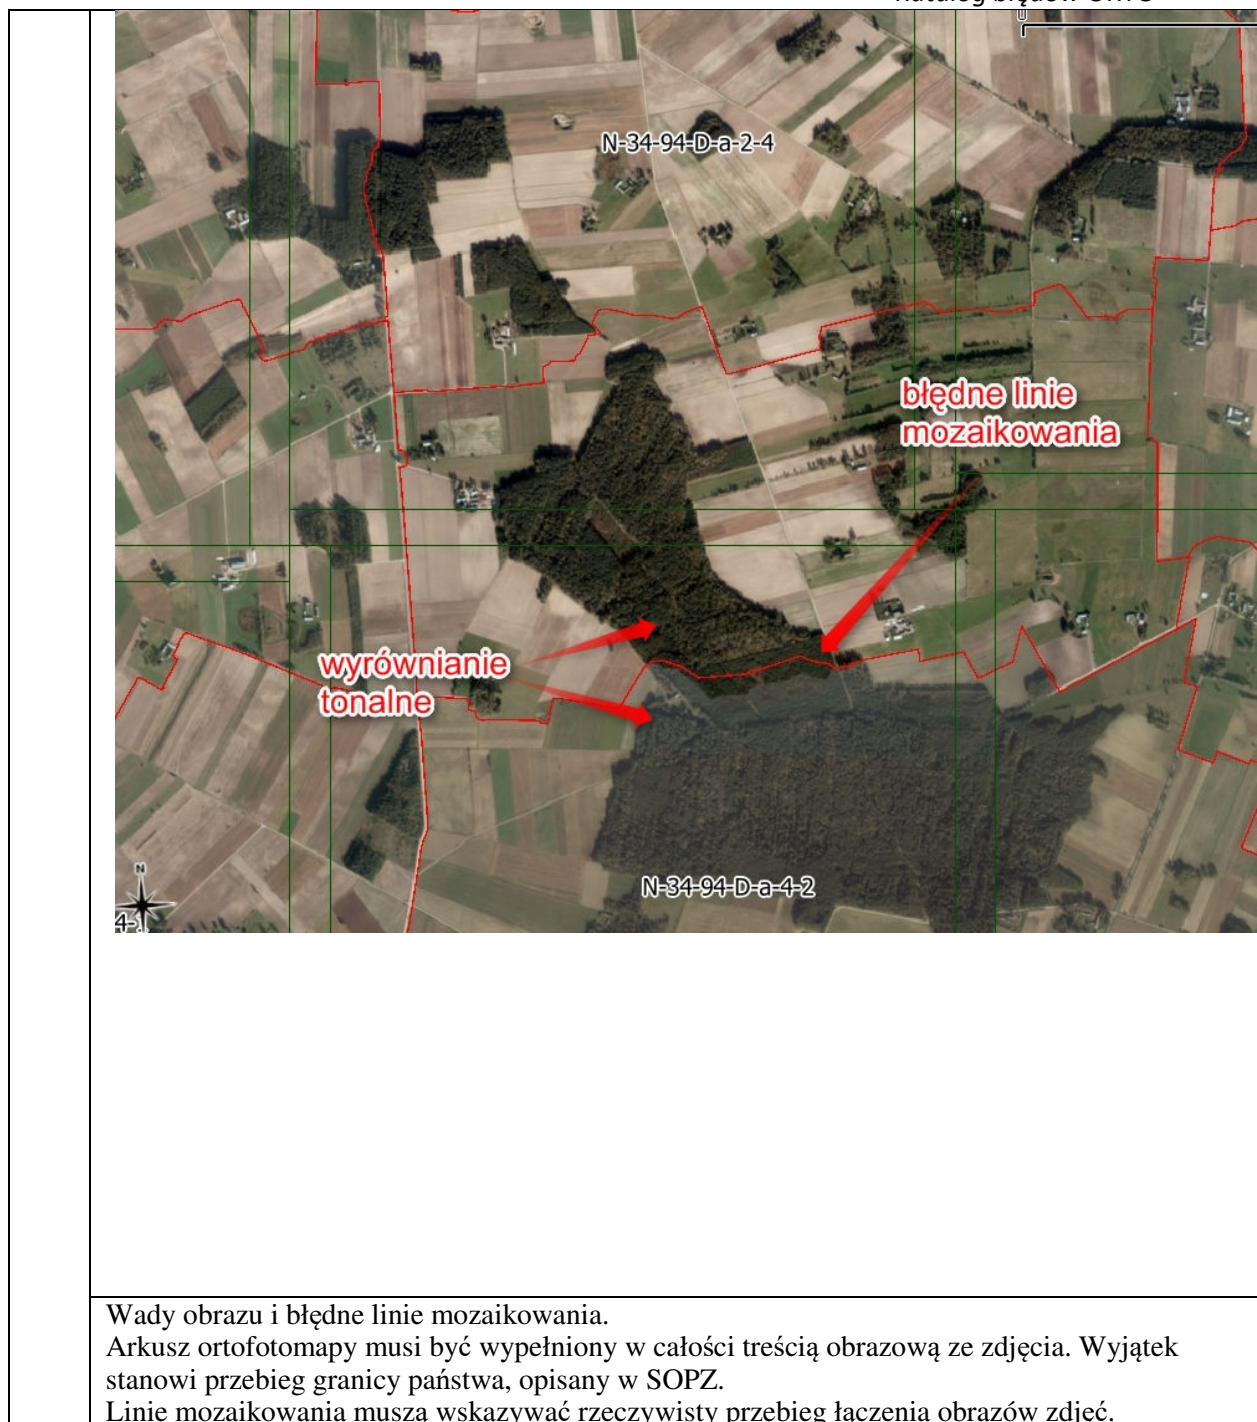 N-34-94-D-a-2-4
błędne linie
mozaikowania
wyrównianie
tonalne
N-34-94-D-a-4-2
N
Wady obrazu i błędne linie mozaikowania.
Arkusz ortofotomapy musi być wypełniony w całości treścią obrazową ze zdjęcia. Wyjątek
stanowi przebieg granicy państwa, opisany w SOPZ.
Linie mozaikowania muszą wskazywać rzeczywisty przebieg łączenia obrazów zdjęć.